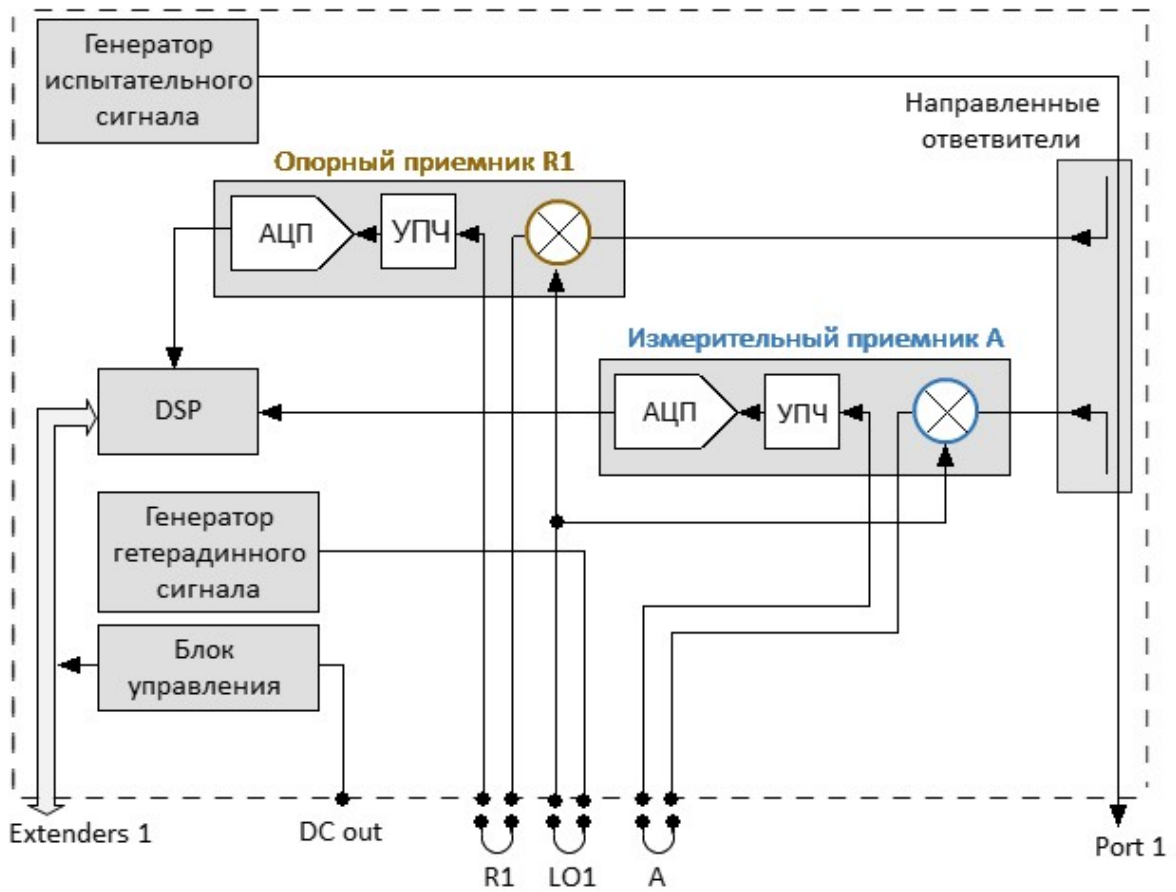 Генератор
испытательного
сигнала
Направленные
ответвители
Опорный приемник R1
АЦП
УПЧ
Измерительный приемник А
DSP
АЦП
УПЧ
Генератор
гетерадинного
сигнала
Блок
управления
Extenders 1
DC out
R1
LO1
A
Port 1